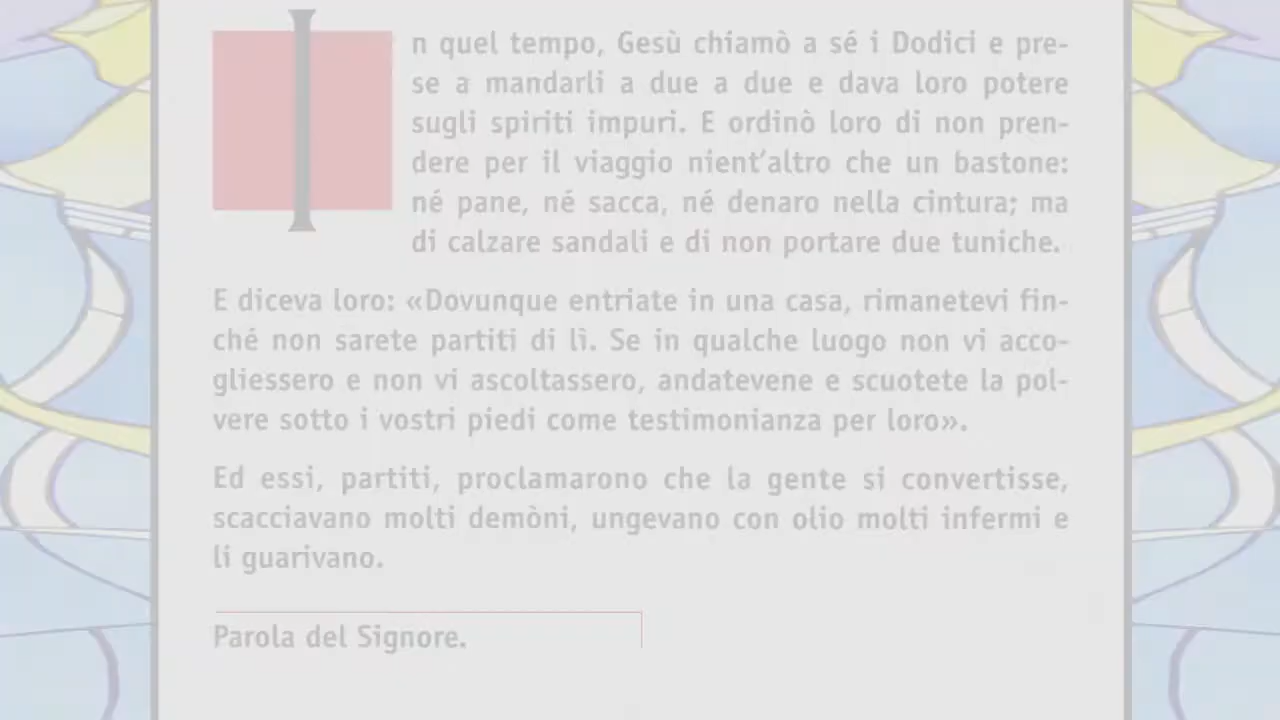 In quel tempo, Gesù chiamò a sé i Dodici e pre-
se a mandarli a due a due e dava loro potere
sugli spiriti impuri. E ordinò loro di non pren-
dere per il viaggio nient'altro che un bastone:
né pane, né sacca, né denaro nella cintura; ma
di calzare sandali e di non portare due tuniche.
E diceva loro: «Dovunque entriate in una casa, rimanetevi fin-
ché non sarete partiti di lì. Se in qualche luogo non vi acco-
gliessero e non vi ascoltassero, andatevene e scuotete la pol-
vere sotto i vostri piedi come testimonianza per loro».
Ed essi, partiti, proclamarono che la gente si convertisse,
scacciavano molti demòni, ungevano con olio molti infermi e
li guarivano.
Parola del Signore.